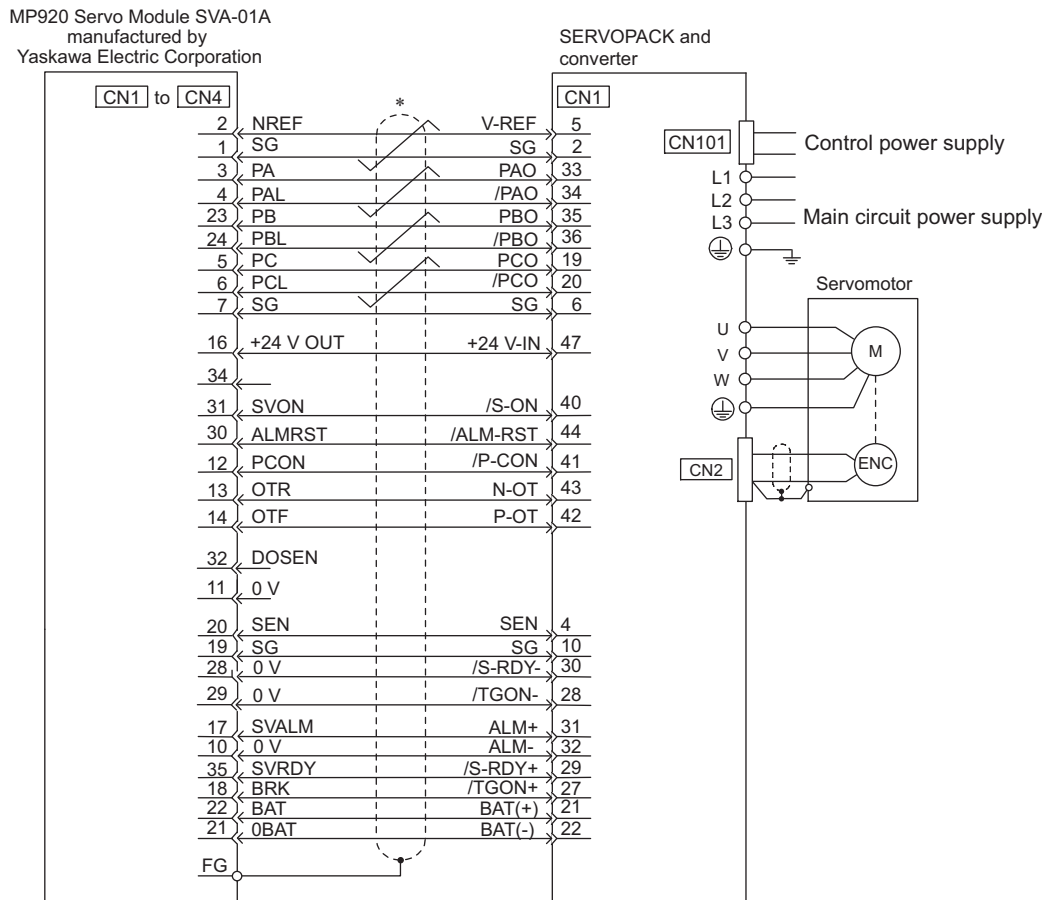 MP920 Servo Module SVA-01A
manufactured by
Yaskawa Electric Corporation
SERVOPACK and
converter
CN1 to CN4
*
CN1
2 NREF V-REF 5
1 SG SG 2
3 PA PAO 33
4 PAL /PAO 34
23 PB PBO 35
24 PBL /PBO 36
5 PC PCO 19
6 PCL /PCO 20
7 SG SG 6
16 +24 V OUT +24 V-IN 47
34
31 SVON /S-ON 40
30 ALMRST /ALM-RST 44
12 PCON /P-CON 41
13 OTR N-OT 43
14 OTF P-OT 42
32 DOSEN
11 0 V
20 SEN SEN 4
19 SG SG 10
28 0 V /S-RDY- 30
29 0 V /TGON- 28
17 SVALM ALM+ 31
10 0 V ALM- 32
35 SVRDY /S-RDY+ 29
18 BRK /TGON+ 27
22 BAT BAT(+) 21
21 0BAT BAT(-) 22
FG
CN101 Control power supply
L1
L2
L3 Main circuit power supply
Servomotor
U
V
W
M
CN2
ENC